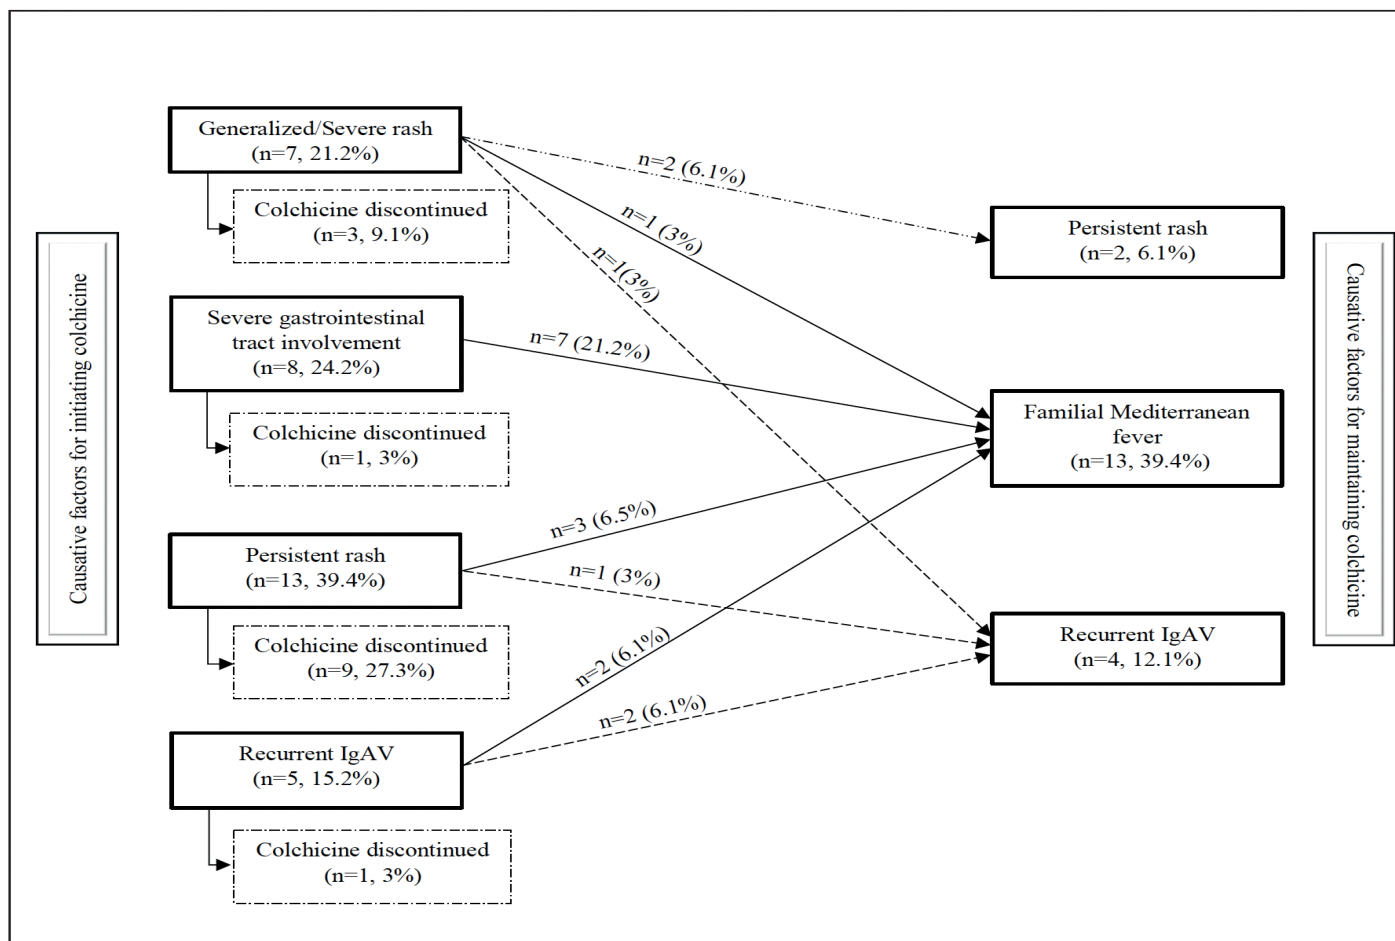 Causative factors for initiating colchicine
Generalized/Severe rash
(n=7, 21.2%)
Colchicine discontinued
(n=3, 9.1%)
Severe gastrointestinal
tract involvement
(n=8, 24.2%)
Colchicine discontinued
(n=1, 3%)
Persistent rash
(n=13, 39.4%)
Colchicine discontinued
(n=9, 27.3%)
Recurrent IgAV
(n=5, 15.2%)
Colchicine discontinued
(n=1, 3%)
n=2 (6.1%)
n=1 (3%)
n=1(3%)
n=7 (21.2%)
n=3 (6.5%)
n=1 (3%)
n=2 (6.1%)
n=2 (6.1%)
Persistent rash
(n=2, 6.1%)
Familial Mediterranean
fever
(n=13, 39.4%)
Recurrent IgAV
(n=4, 12.1%)
Causative factors for maintaining colchicine